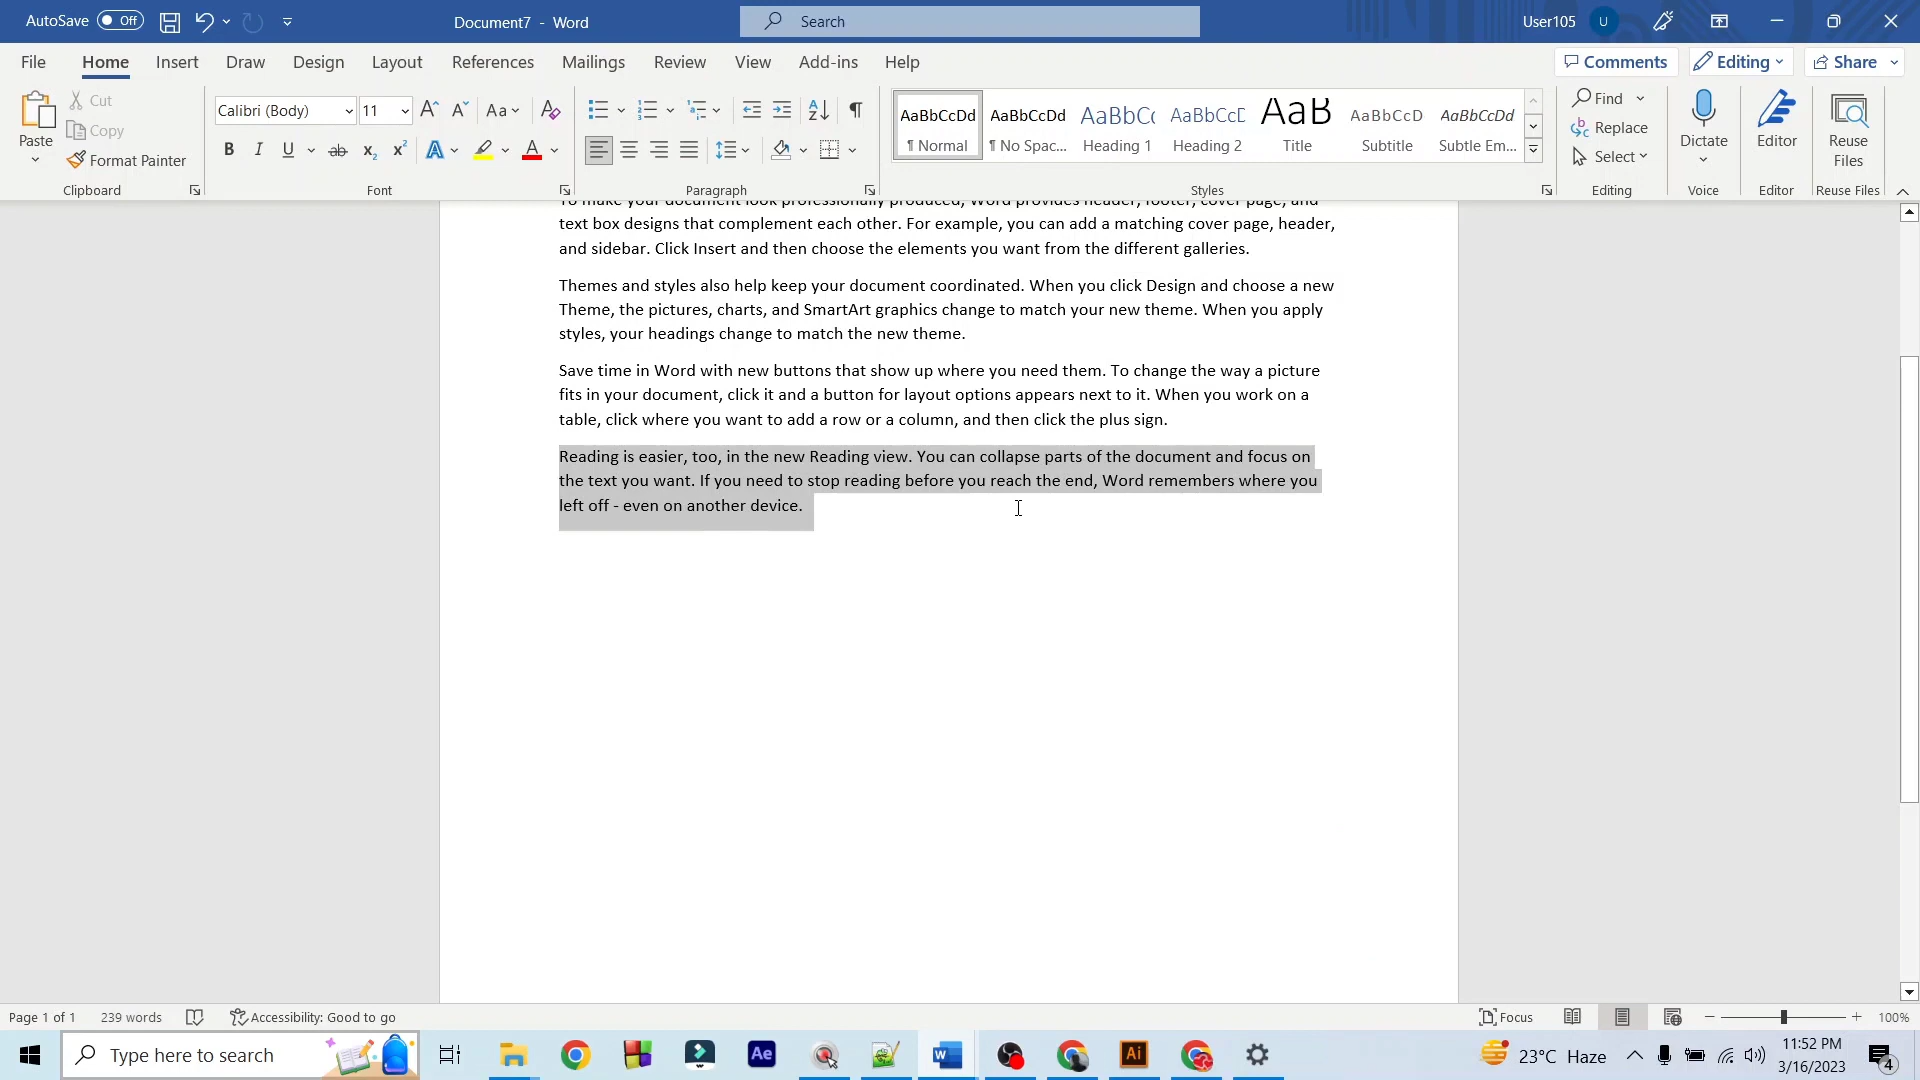 AutoSave Off
Document7 - Word
Search
User105
U
File
Home
Insert
Draw
Design
Layout
References
Mailings
Review
View
Add-ins
Help
Comments
Editing
Share
Paste
Cut
Copy
Format Painter
Clipboard
Calibri (Body)
11
Aa
B I U ab x₂ x² A A
Font
Paragraph
AaBbCcDd
¶ Normal
AaBbCcDd
¶ No Spac...
AaBbCc
Heading 1
AaBbCcC
Heading 2
AaB
Title
AaBbCcD
Subtitle
AaBbCcDd
Subtle Em...
Styles
Find
Replace
Select
Editing
Dictate
Voice
Editor
Editor
Reuse
Files
Reuse Files
To make your document look professionally produced, Word provides header, footer, cover page, and
text box designs that complement each other. For example, you can add a matching cover page, header,
and sidebar. Click Insert and then choose the elements you want from the different galleries.
Themes and styles also help keep your document coordinated. When you click Design and choose a new
Theme, the pictures, charts, and SmartArt graphics change to match your new theme. When you apply
styles, your headings change to match the new theme.
Save time in Word with new buttons that show up where you need them. To change the way a picture
fits in your document, click it and a button for layout options appears next to it. When you work on a
table, click where you want to add a row or a column, and then click the plus sign.
Reading is easier, too, in the new Reading view. You can collapse parts of the document and focus on
the text you want. If you need to stop reading before you reach the end, Word remembers where you
left off - even on another device.
Page 1 of 1
239 words
Accessibility: Good to go
Focus
100%
Type here to search
Ae
W
Ai
23°C Haze
11:52 PM
3/16/2023
4